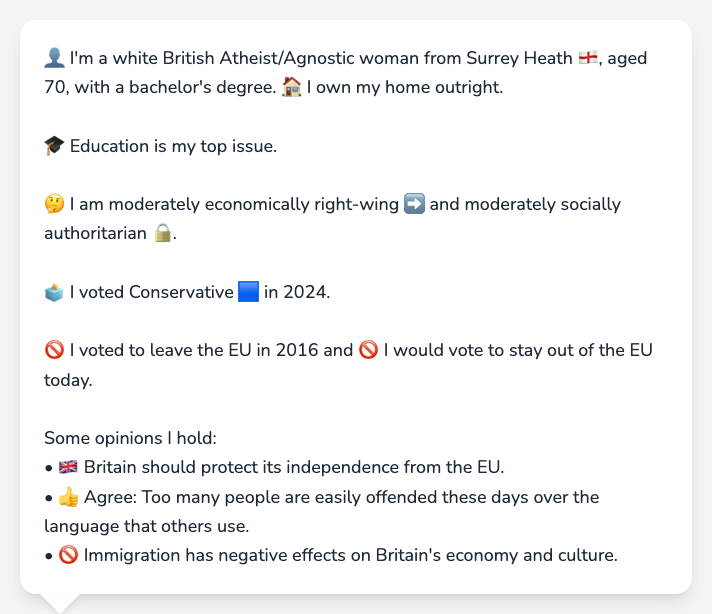 👤 I'm a white British Atheist/Agnostic woman from Surrey Heath 🏴󠁧󠁢󠁥󠁮󠁧󠁿, aged
70, with a bachelor's degree. 🏠 I own my home outright.
🎓 Education is my top issue.
🤔 I am moderately economically right-wing ➡️ and moderately socially
authoritarian 🔒.
🗳️ I voted Conservative 🟦 in 2024.
🚫 I voted to leave the EU in 2016 and 🚫 I would vote to stay out of the EU
today.
Some opinions I hold:
• 🇬🇧 Britain should protect its independence from the EU.
• 👍 Agree: Too many people are easily offended these days over the
language that others use.
• 🚫 Immigration has negative effects on Britain's economy and culture.